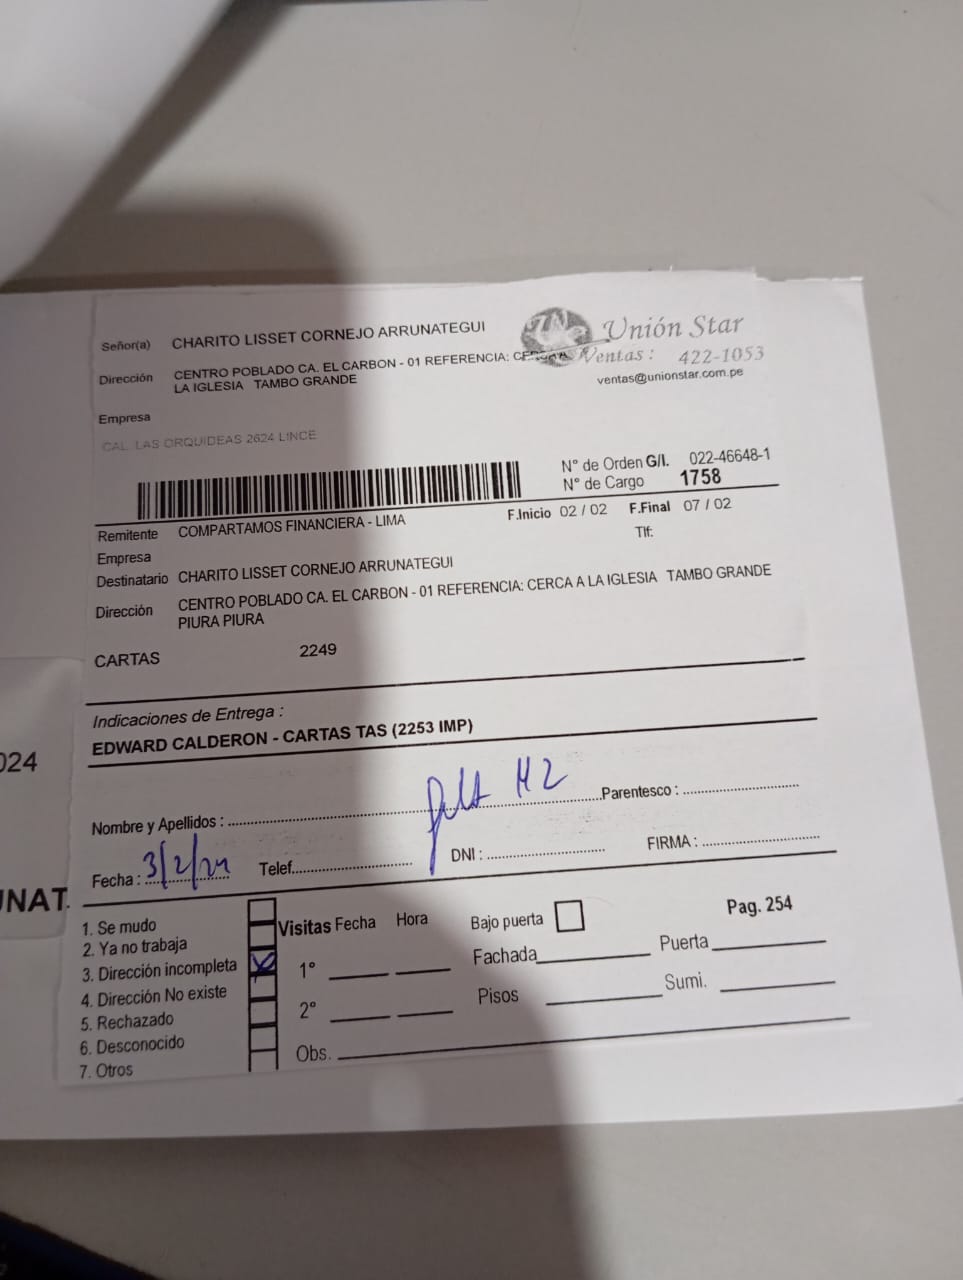 Señor(a) CHARITO LISSET CORNEJO ARRUNATEGUI
Unión Star
Dirección CENTRO POBLADO CA. EL CARBON - 01 REFERENCIA: CERCA A
LA IGLESIA TAMBO GRANDE
Ventas : 422-1053
ventas@unionstar.com.pe
Empresa
CAL. LAS ORQUIDEAS 2624 LINCE
N° de Orden G/I. 022-46648-1
N° de Cargo 1758
Remitente COMPARTAMOS FINANCIERA - LIMA
F.Inicio 02 / 02 F.Final 07 / 02
Empresa
Tlf:
Destinatario CHARITO LISSET CORNEJO ARRUNATEGUI
Dirección CENTRO POBLADO CA. EL CARBON - 01 REFERENCIA: CERCA A LA IGLESIA TAMBO GRANDE
PIURA PIURA
CARTAS 2249
Indicaciones de Entrega :
EDWARD CALDERON - CARTAS TAS (2253 IMP)
024
Nombre y Apellidos : Mz Parentesco :
Fecha : 3/2/24 Telef. DNI : FIRMA :
UNAT.
1. Se mudo
2. Ya no trabaja
3. Dirección incompleta
4. Dirección No existe
5. Rechazado
6. Desconocido
7. Otros
Visitas Fecha Hora
1°
2°
Obs.
Bajo puerta
Pag. 254
Fachada Puerta
Pisos Sumi.